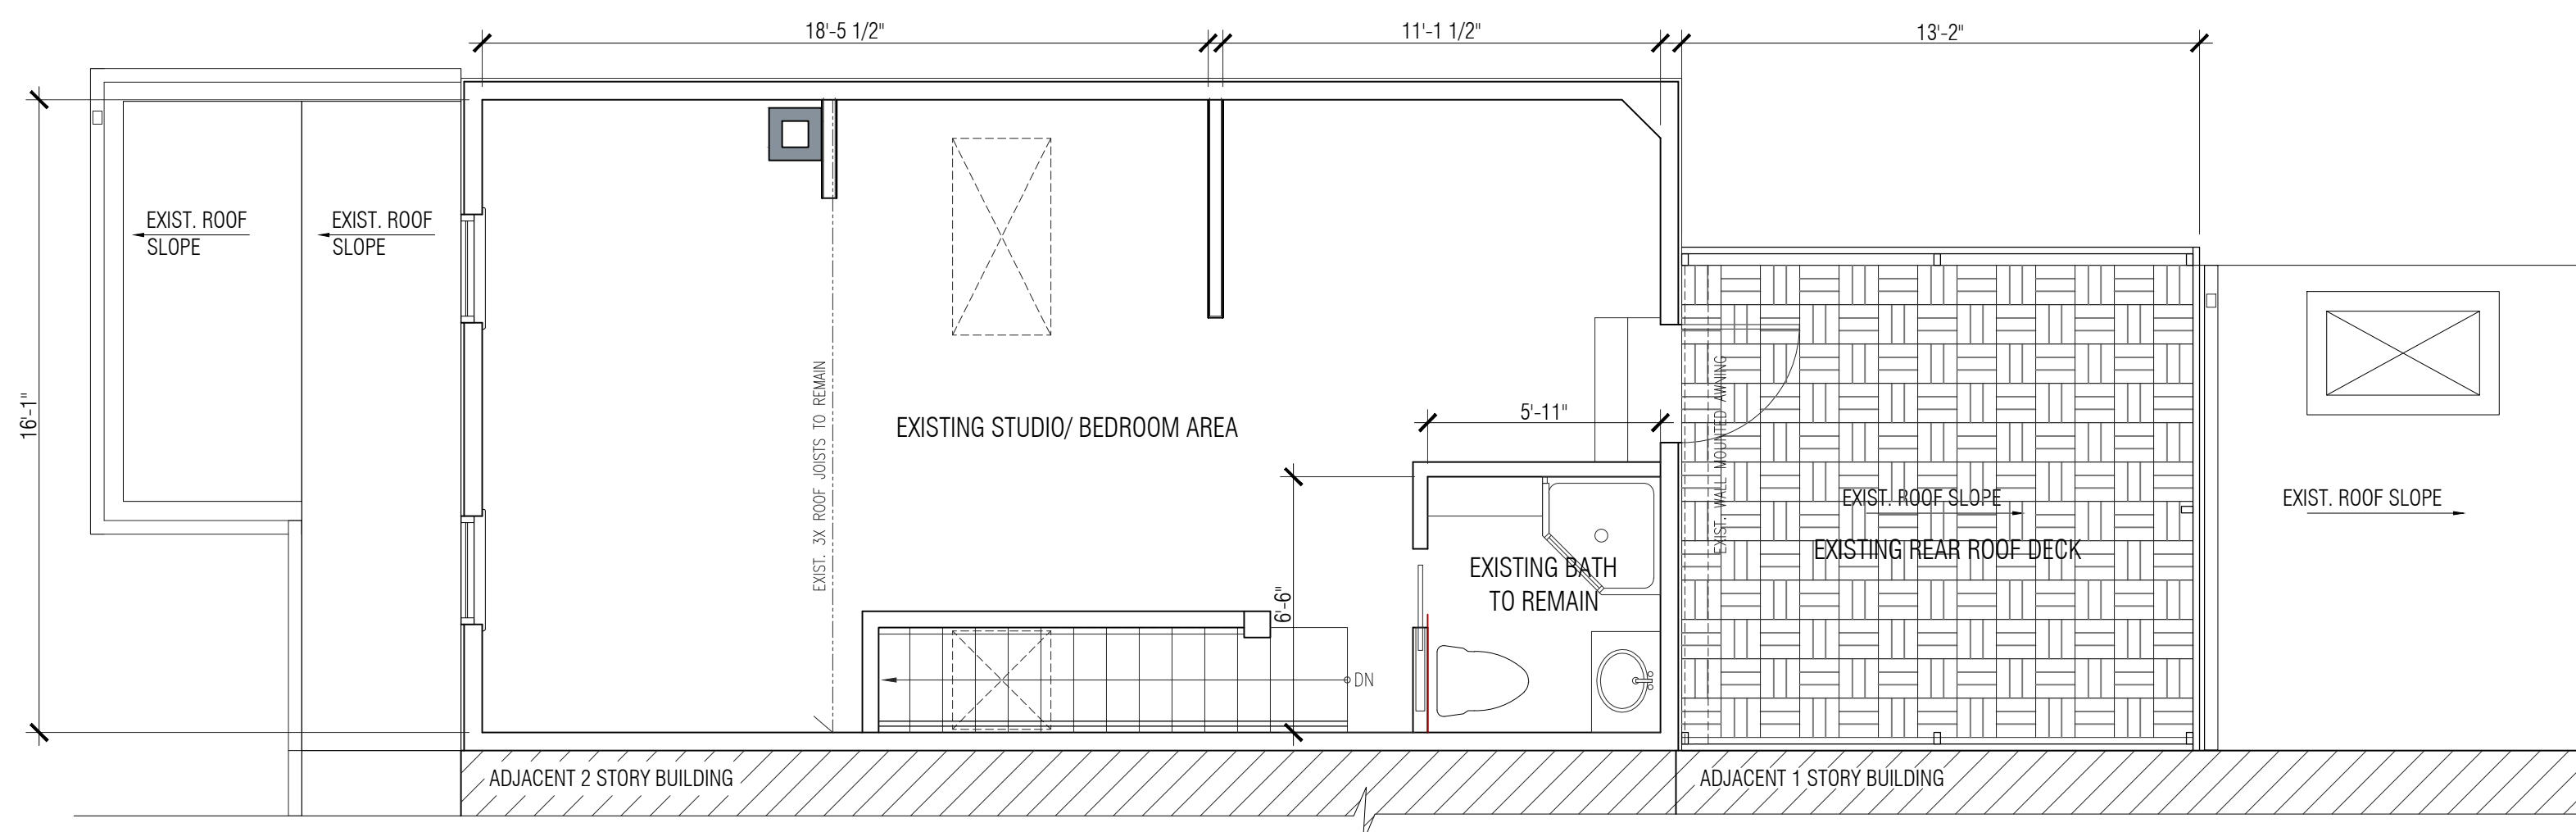 18'-5 1/2"
11'-1 1/2"
13'-2"
EXIST. ROOF
SLOPE
EXIST. ROOF
SLOPE
16'-1"
EXIST. 3X ROOF JOISTS TO REMAIN
EXISTING STUDIO/ BEDROOM AREA
5'-11"
6'-6"
EXISTING BATH
TO REMAIN
DN
EXIST. WALL MOUNTED AWNING
EXIST. ROOF SLOPE
EXISTING REAR ROOF DECK
EXIST. ROOF SLOPE
ADJACENT 2 STORY BUILDING
ADJACENT 1 STORY BUILDING